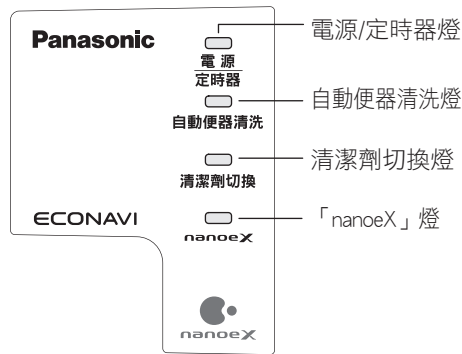 Panasonic
電源/定時器燈
電源
定時器
自動便器清洗燈
自動便器清洗
清潔劑切換燈
清潔劑切換
ECONAVI
「nanoeX」燈
nanoeX
nanoeX